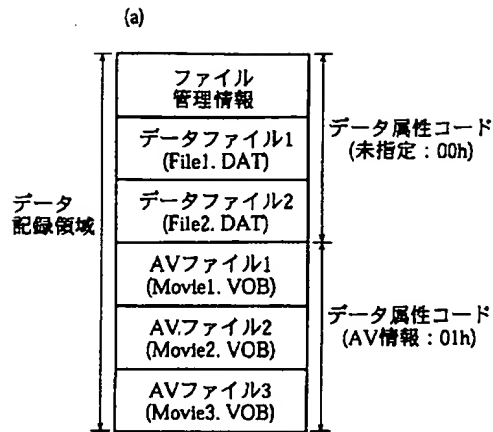 (a)
ファイル
管理情報
データファイル1
(File1. DAT)
データファイル2
(File2. DAT)
AVファイル1
(Movie1. VOB)
AV.ファイル2
(Movie2. VOB)
AVファイル3
(Movie3. VOB)
データ
記録領域
データ属性コード
(未指定：00h)
データ属性コード
(AV情報：01h)